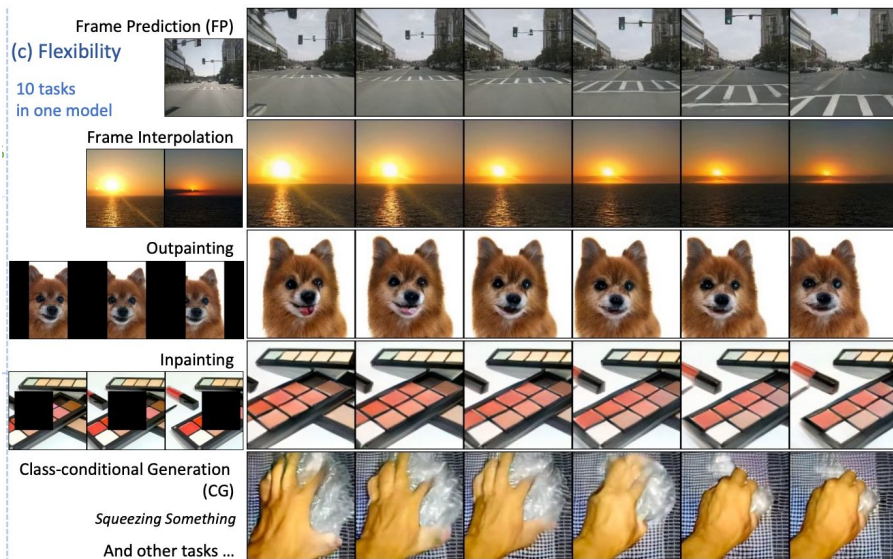 Frame Prediction (FP)
(c) Flexibility
10 tasks
in one model
Frame Interpolation
Outpainting
Inpainting
Class-conditional Generation
(CG)
Squeezing Something
And other tasks ...